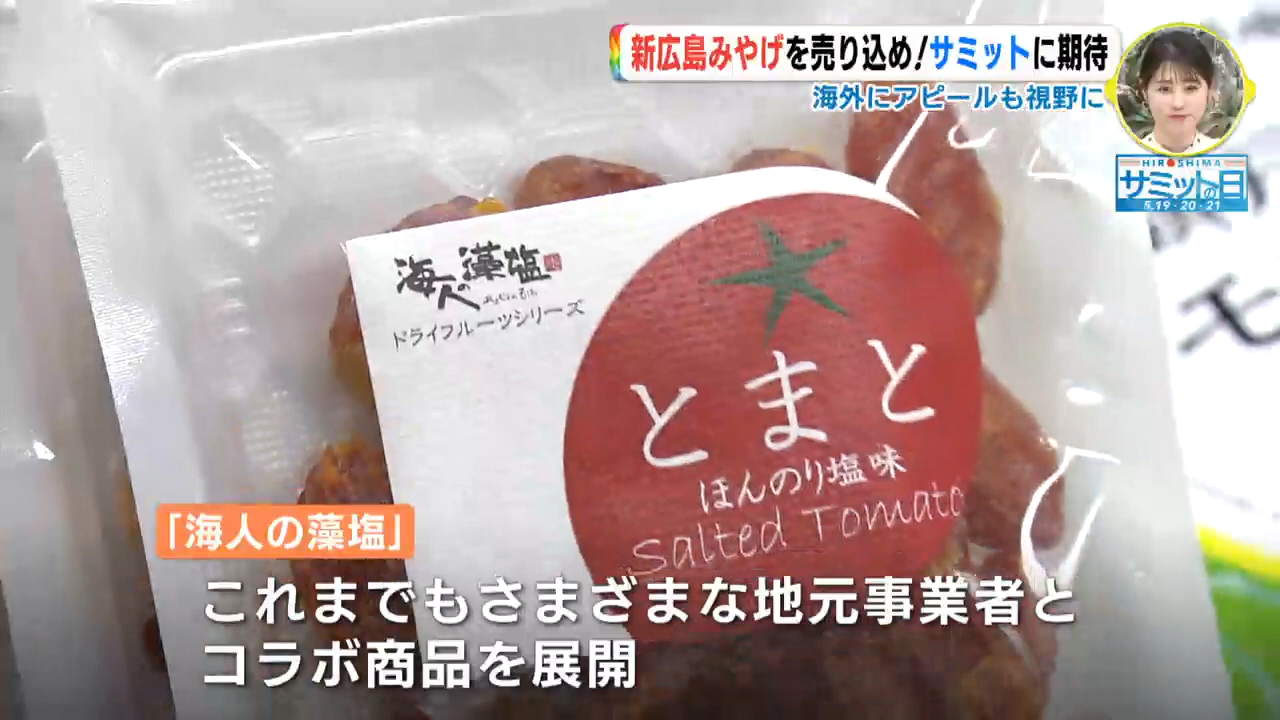 新広島みやげを売り込め!サミットに期待
海外にアピールも視野に
HIROSHIMA
サミットの日
5.19・20・21
海人の藻塩
ドライフルーツシリーズ
とまと
ほんのり塩味
Salted Tomato
「海人の藻塩」
これまでもさまざまな地元事業者と
コラボ商品を展開